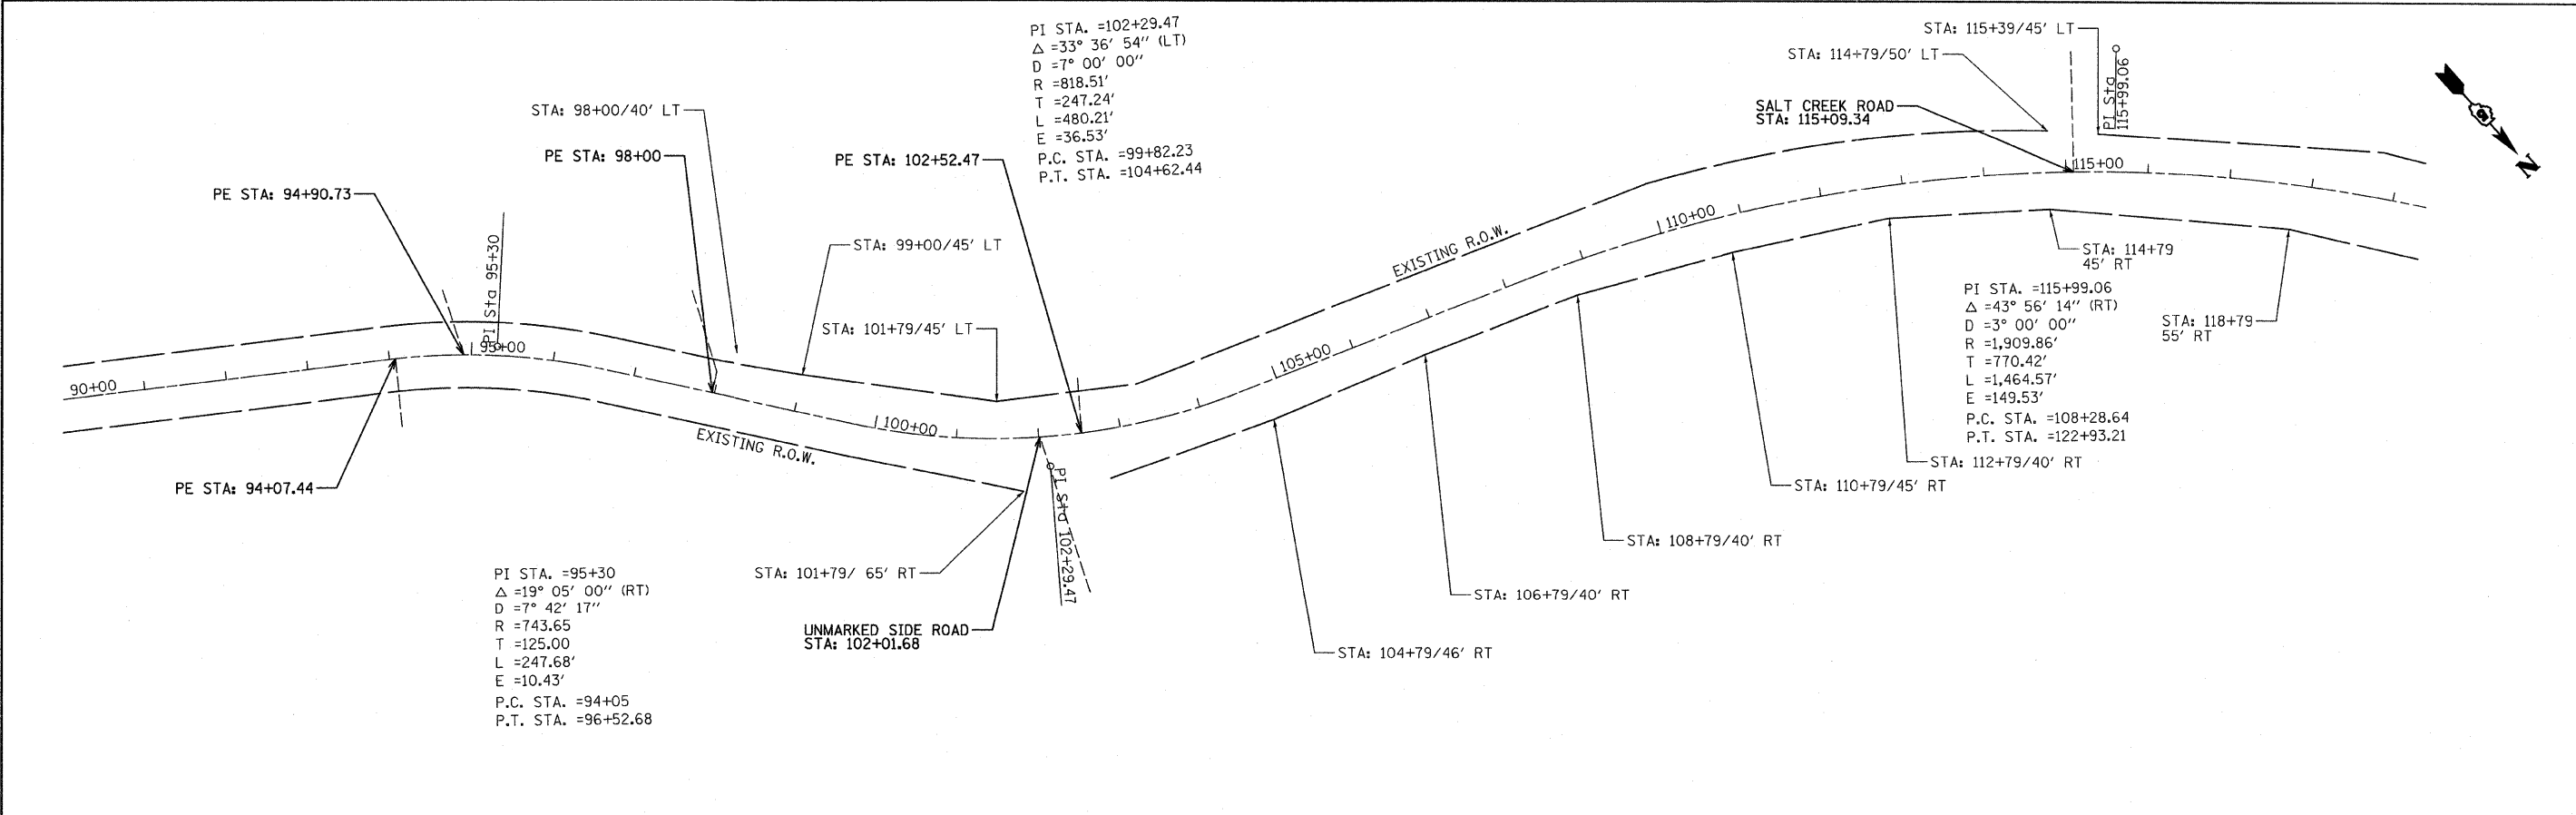 PI STA. =102+29.47
Δ =33° 36' 54'' (LT)
D =7° 00' 00''
R =818.51'
T =247.24'
L =480.21'
E =36.53'
P.C. STA. =99+82.23
P.T. STA. =104+62.44
STA: 115+39/45' LT
STA: 114+79/50' LT
SALT CREEK ROAD
STA: 115+09.34
PI Sta
115+99.06
N
STA: 98+00/40' LT
PE STA: 98+00
PE STA: 102+52.47
PE STA: 94+90.73
PI Sta 95+30
STA: 99+00/45' LT
STA: 101+79/45' LT
EXISTING R.O.W.
90+00
95+00
100+00
105+00
110+00
115+00
STA: 114+79
45' RT
PI STA. =115+99.06
Δ =43° 56' 14'' (RT)
D =3° 00' 00''
R =1,909.86'
T =770.42'
L =1,464.57'
E =149.53'
P.C. STA. =108+28.64
P.T. STA. =122+93.21
STA: 118+79
55' RT
EXISTING R.O.W.
PE STA: 94+07.44
PI Sta 102+29.47
STA: 112+79/40' RT
STA: 110+79/45' RT
STA: 108+79/40' RT
STA: 106+79/40' RT
STA: 104+79/46' RT
STA: 101+79/ 65' RT
UNMARKED SIDE ROAD
STA: 102+01.68
PI STA. =95+30
Δ =19° 05' 00'' (RT)
D =7° 42' 17''
R =743.65
T =125.00
L =247.68'
E =10.43'
P.C. STA. =94+05
P.T. STA. =96+52.68